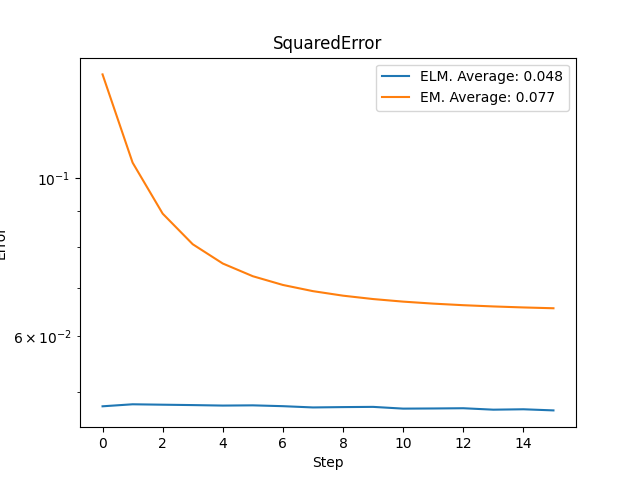 SquaredError
ELM. Average: 0.048
EM. Average: 0.077
10⁻¹
6 × 10⁻²
Error
0 2 4 6 8 10 12 14
Step